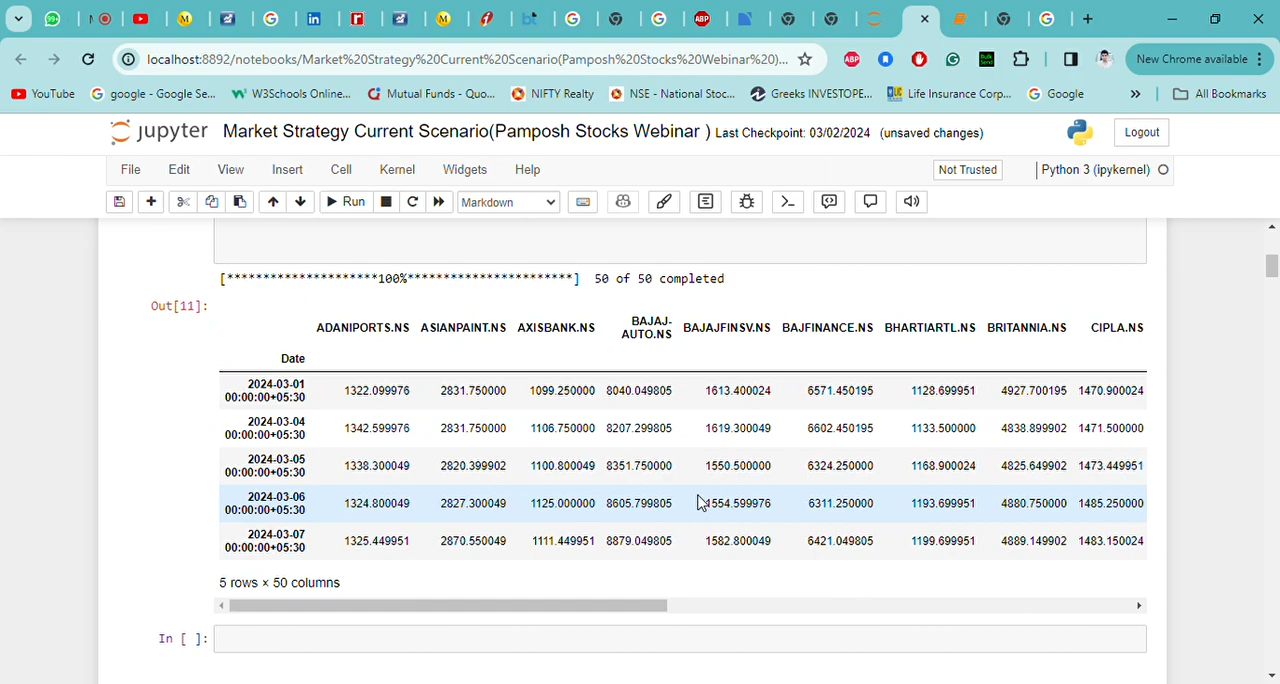 99+
ABP
localhost:8892/notebooks/Market%20Strategy%20Current%20Scenario(Pamposh%20Stocks%20Webinar%20)...
ABP
New Chrome available
YouTube
google - Google Se...
W3Schools Online...
Mutual Funds - Quo...
NIFTY Realty
NSE - National Stoc...
Greeks INVESTOPE...
Life Insurance Corp...
Google
All Bookmarks
jupyter Market Strategy Current Scenario(Pamposh Stocks Webinar ) Last Checkpoint: 03/02/2024 (unsaved changes)
Logout
File Edit View Insert Cell Kernel Widgets Help
Not Trusted
Python 3 (ipykernel)
Run
Markdown
[*********************100%***********************] 50 of 50 completed
Out[11]:
ADANIPORTS.NS ASIANPAINT.NS AXISBANK.NS BAJAJ-AUTO.NS BAJAJFINSV.NS BAJFINANCE.NS BHARTIARTL.NS BRITANNIA.NS CIPLA.NS
Date
2024-03-01 00:00:00+05:30 1322.099976 2831.750000 1099.250000 8040.049805 1613.400024 6571.450195 1128.699951 4927.700195 1470.900024
2024-03-04 00:00:00+05:30 1342.599976 2831.750000 1106.750000 8207.299805 1619.300049 6602.450195 1133.500000 4838.899902 1471.500000
2024-03-05 00:00:00+05:30 1338.300049 2820.399902 1100.800049 8351.750000 1550.500000 6324.250000 1168.900024 4825.649902 1473.449951
2024-03-06 00:00:00+05:30 1324.800049 2827.300049 1125.000000 8605.799805 1554.599976 6311.250000 1193.699951 4880.750000 1485.250000
2024-03-07 00:00:00+05:30 1325.449951 2870.550049 1111.449951 8879.049805 1582.800049 6421.049805 1199.699951 4889.149902 1483.150024
5 rows × 50 columns
In [ ]: